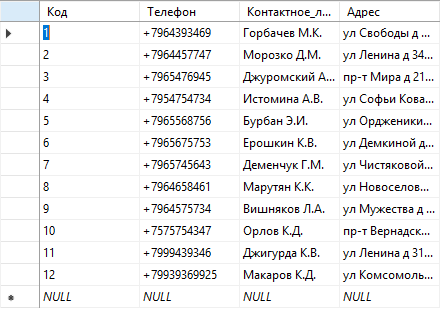 Код Телефон Контактное_л... Адрес
1 +7964393469 Горбачев М.К. ул Свободы д ...
2 +7964457747 Морозко Д.М. ул Ленина д 34...
3 +7965476945 Джуромский А... пр-т Мира д 21...
4 +7954754734 Истомина А.В. ул Софьи Кова...
5 +7965568756 Бурбан Э.И. ул Ордженики...
6 +7965675753 Ерошкин К.В. ул Демкиной д...
7 +7965745643 Деменчук Г.М. ул Чистяковой...
8 +7964658461 Марутян К.К. ул Новоселов...
9 +7964575734 Вишняков Л.А. ул Мужества д ...
10 +7575754347 Орлов К.Д. пр-т Вернадск...
11 +7999439346 Джигурда К.В. ул Ленина д 31...
12 +79939369925 Макаров К.Д. ул Комсомоль...
NULL NULL NULL NULL